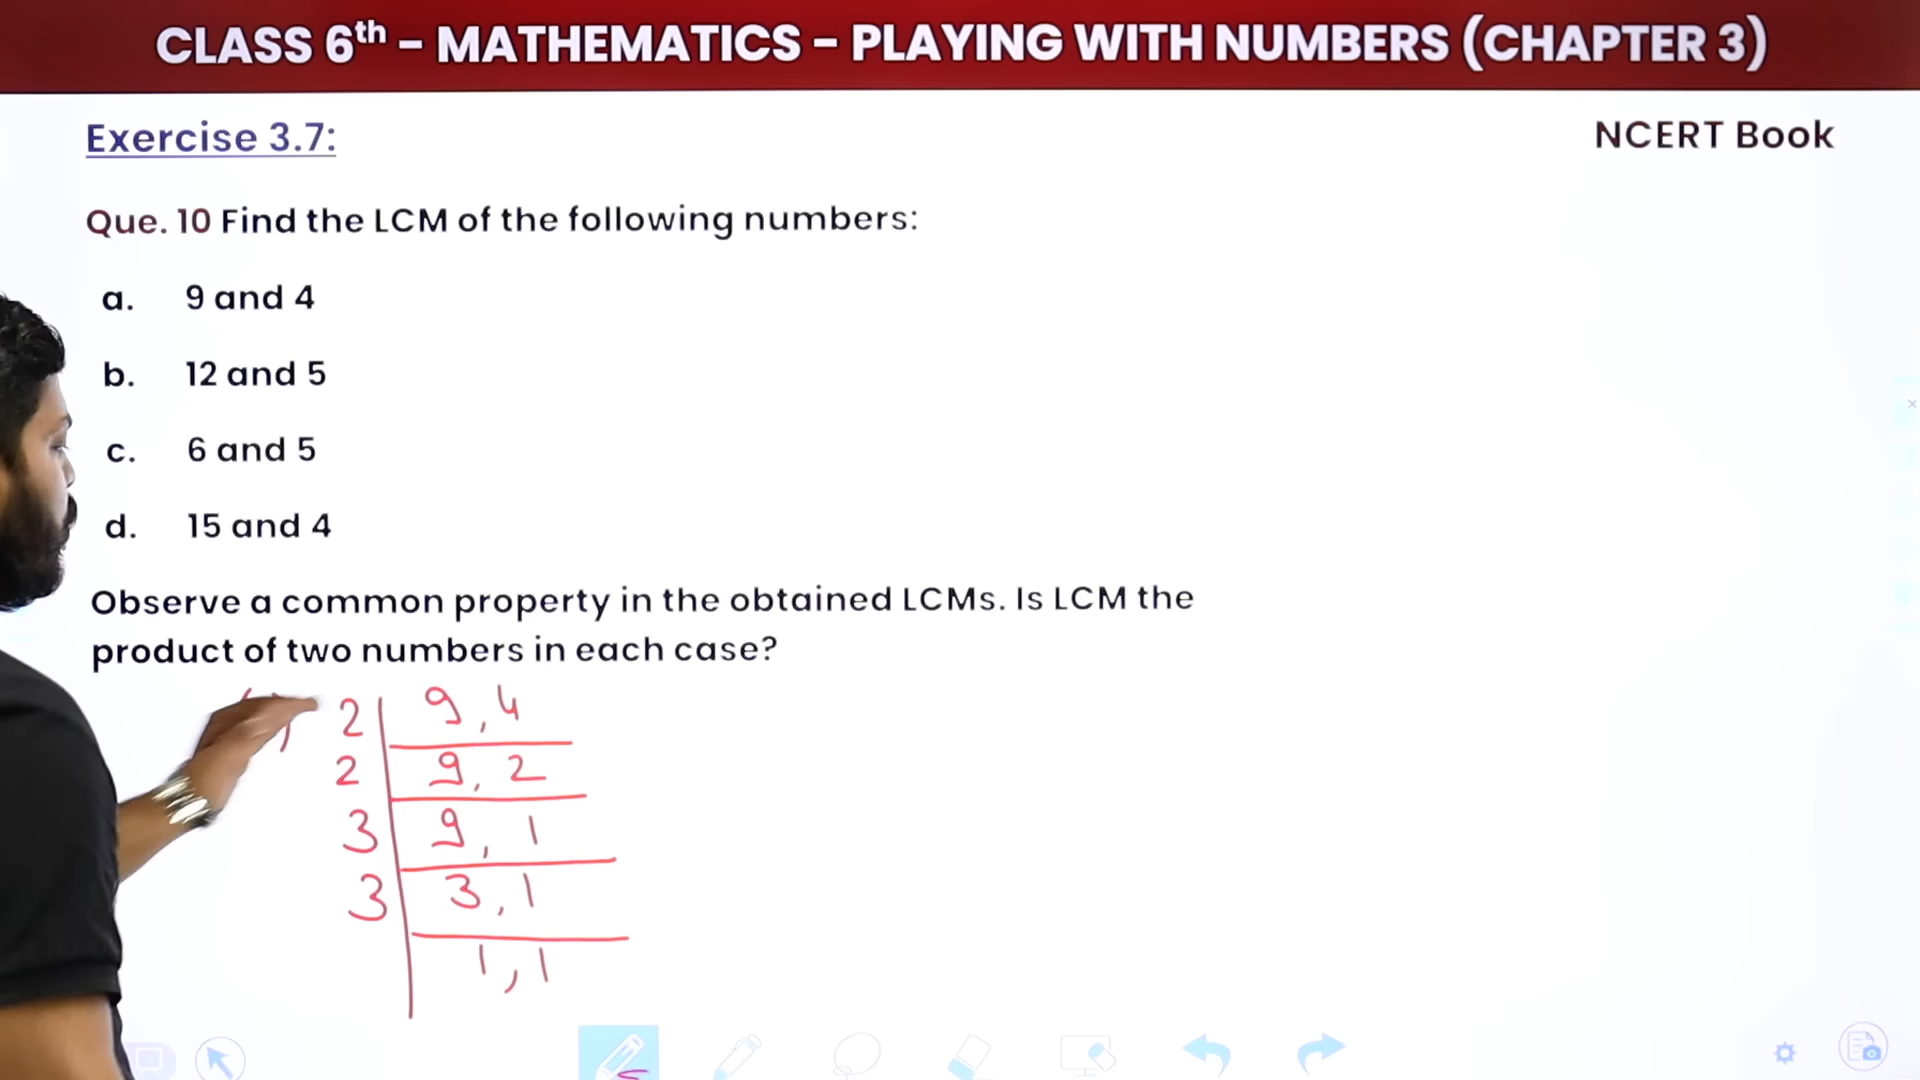 CLASS 6th – MATHEMATICS – PLAYING WITH NUMBERS (CHAPTER 3)
Exercise 3.7:
NCERT Book
Que. 10 Find the LCM of the following numbers:
a. 9 and 4
b. 12 and 5
c. 6 and 5
d. 15 and 4
Observe a common property in the obtained LCMs. Is LCM the
product of two numbers in each case?
2 9, 4
2 9, 2
3 9, 1
3 3, 1
1, 1